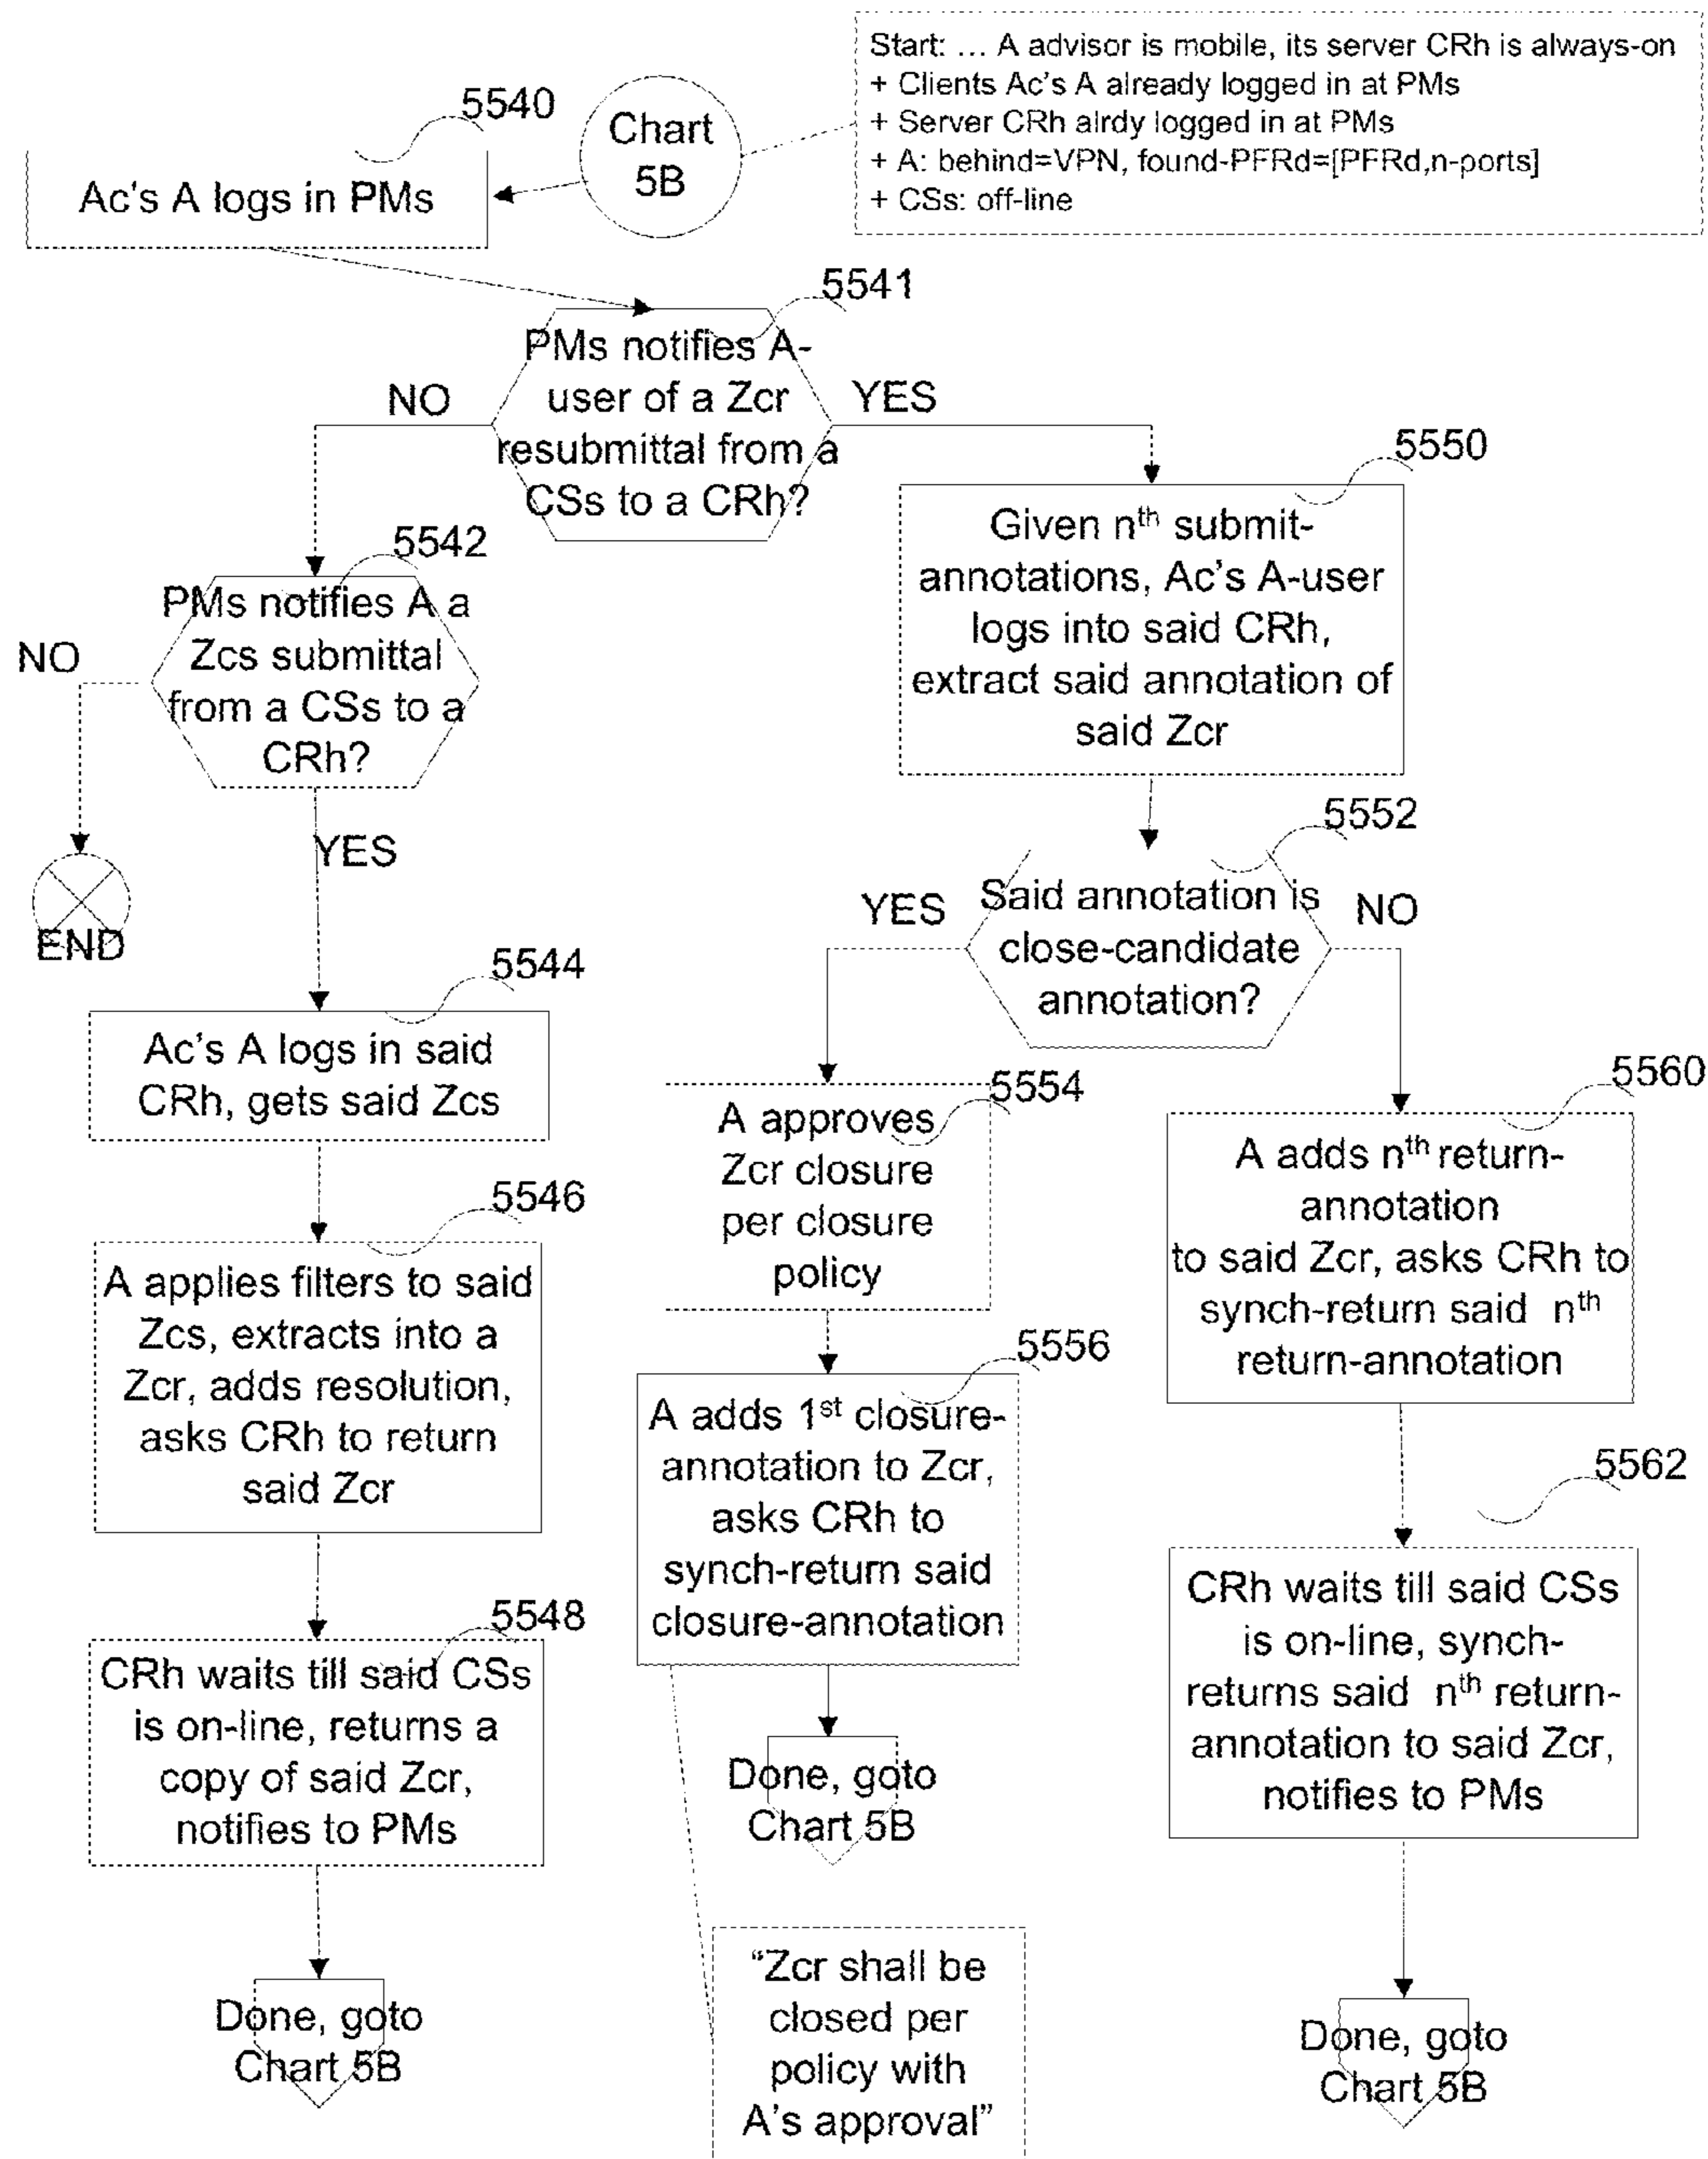 Start: ... A advisor is mobile, its server CRh is always-on
+ Clients Ac's A already logged in at PMs
+ Server CRh alrdy logged in at PMs
+ A: behind=VPN, found-PFRd=[PFRd,n-ports]
+ CSs: off-line
5540
Chart
5B
Ac's A logs in PMs
5541
PMs notifies A-
user of a Zcr
resubmittal from a
CSs to a CRh?
NO
YES
5542
PMs notifies A a
Zcs submittal
from a CSs to a
CRh?
NO
YES
END
5544
Ac's A logs in said
CRh, gets said Zcs
5546
A applies filters to said
Zcs, extracts into a
Zcr, adds resolution,
asks CRh to return
said Zcr
5548
CRh waits till said CSs
is on-line, returns a
copy of said Zcr,
notifies to PMs
Done, goto
Chart 5B
5550
Given nth submit-
annotations, Ac's A-user
logs into said CRh,
extract said annotation of
said Zcr
5552
Said annotation is
close-candidate
annotation?
YES
NO
5554
A approves
Zcr closure
per closure
policy
5556
A adds 1st closure-
annotation to Zcr,
asks CRh to
synch-return said
closure-annotation
Done, goto
Chart 5B
"Zcr shall be
closed per
policy with
A's approval"
5560
A adds nth return-
annotation
to said Zcr, asks CRh to
synch-return said nth
return-annotation
5562
CRh waits till said CSs
is on-line, synch-
returns said nth return-
annotation to said Zcr,
notifies to PMs
Done, goto
Chart 5B